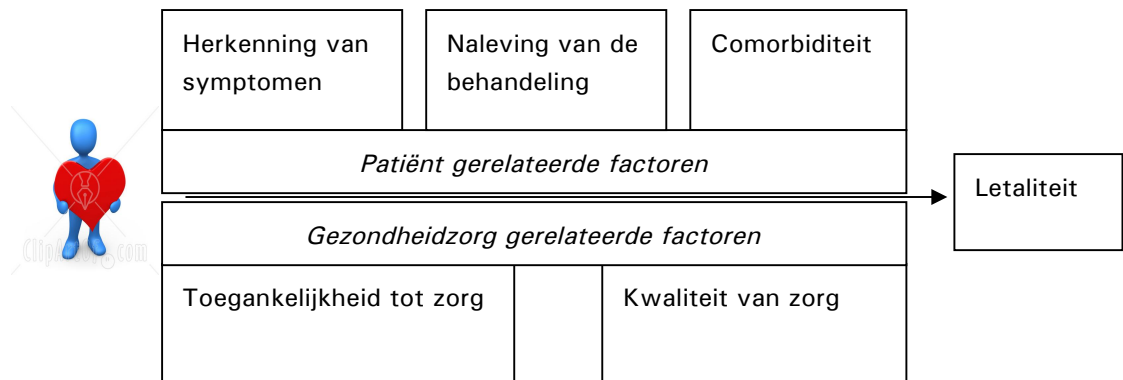 Herkenning van
symptomen
Naleving van de
behandeling
Comorbiditeit
Patiënt gerelateerde factoren
Letaliteit
Gezondheidzorg gerelateerde factoren
Toegankelijkheid tot zorg
Kwaliteit van zorg